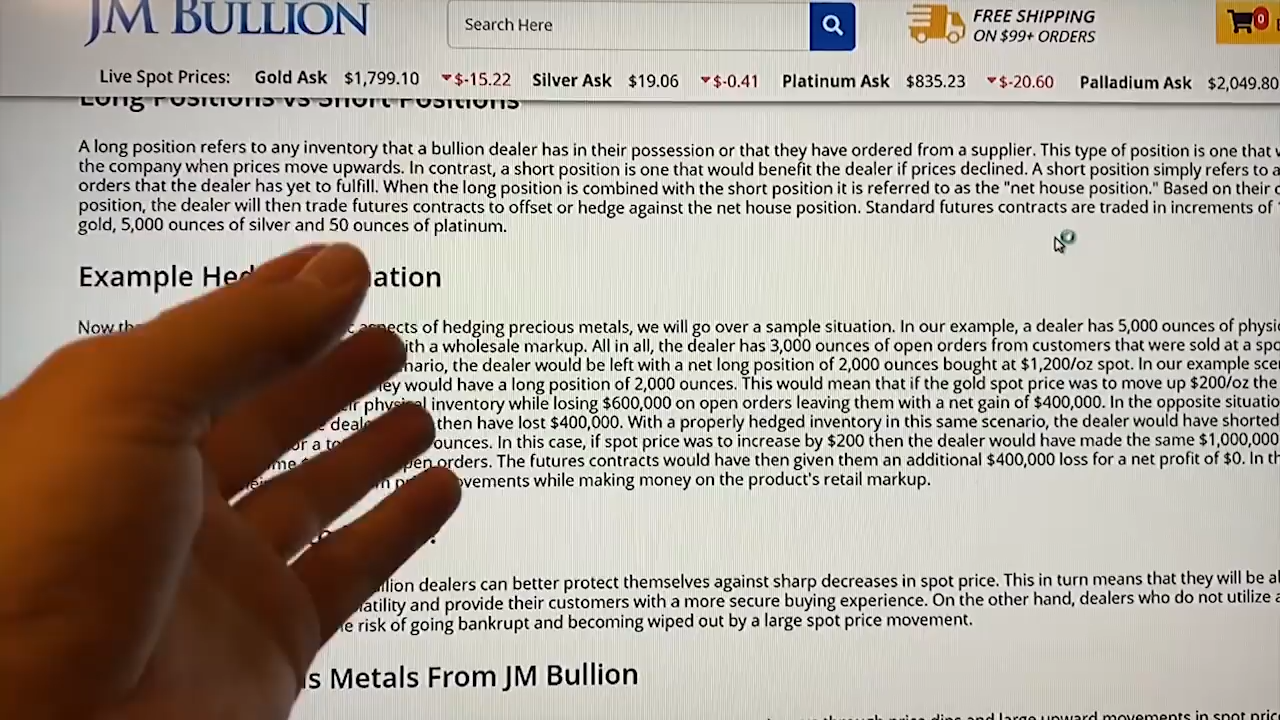 JM BULLION
Search Here
FREE SHIPPING
ON $99+ ORDERS
0
Live Spot Prices: Gold Ask $1,799.10 $-15.22 Silver Ask $19.06 $-0.41 Platinum Ask $835.23 $-20.60 Palladium Ask $2,049.80
Long Positions vs Short Positions
A long position refers to any inventory that a bullion dealer has in their possession or that they have ordered from a supplier. This type of position is one that
the company when prices move upwards. In contrast, a short position is one that would benefit the dealer if prices declined. A short position simply refers to
orders that the dealer has yet to fulfill. When the long position is combined with the short position it is referred to as the "net house position." Based on their
position, the dealer will then trade futures contracts to offset or hedge against the net house position. Standard futures contracts are traded in increments of
gold, 5,000 ounces of silver and 50 ounces of platinum.
Example
Now of hedging precious metals, we will go over a sample situation. In our example, a dealer has 5,000 ounces of
a wholesale markup. All in all, the dealer has 3,000 ounces of open orders from customers that were sold at a
the dealer would be left with a net long position of 2,000 ounces bought at $1,200/oz spot. In our example
would have a long position of 2,000 ounces. This would mean that if the gold spot price was to move up $200/oz the
inventory while losing $600,000 on open orders leaving them with a net gain of $400,000. In the opposite
then have lost $400,000. With a properly hedged inventory in this same scenario, the dealer would have shorted
ounces. In this case, if spot price was to increase by $200 then the dealer would have made the same $1,000,000
orders. The futures contracts would have then given them an additional $400,000 loss for a net profit of $0. In
while making money on the product's retail markup.
dealers can better protect themselves against sharp decreases in spot price. This in turn means that they will be
and provide their customers with a more secure buying experience. On the other hand, dealers who do not utilize
risk of going bankrupt and becoming wiped out by a large spot price movement.
Metals From JM Bullion